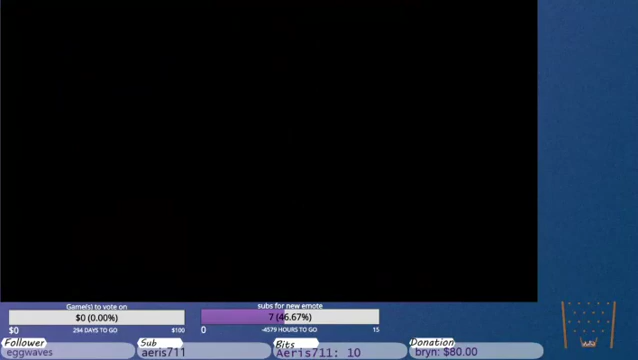 Game(s) to vote on
$0 (0.00%)
$0 294 DAYS TO GO $100
subs for new emote
7 (46.67%)
0 -4579 HOURS TO GO 15
Follower
eggwaves
Sub
aeris711
Bits
Aeris711: 10
Donation
bryn: $80.00